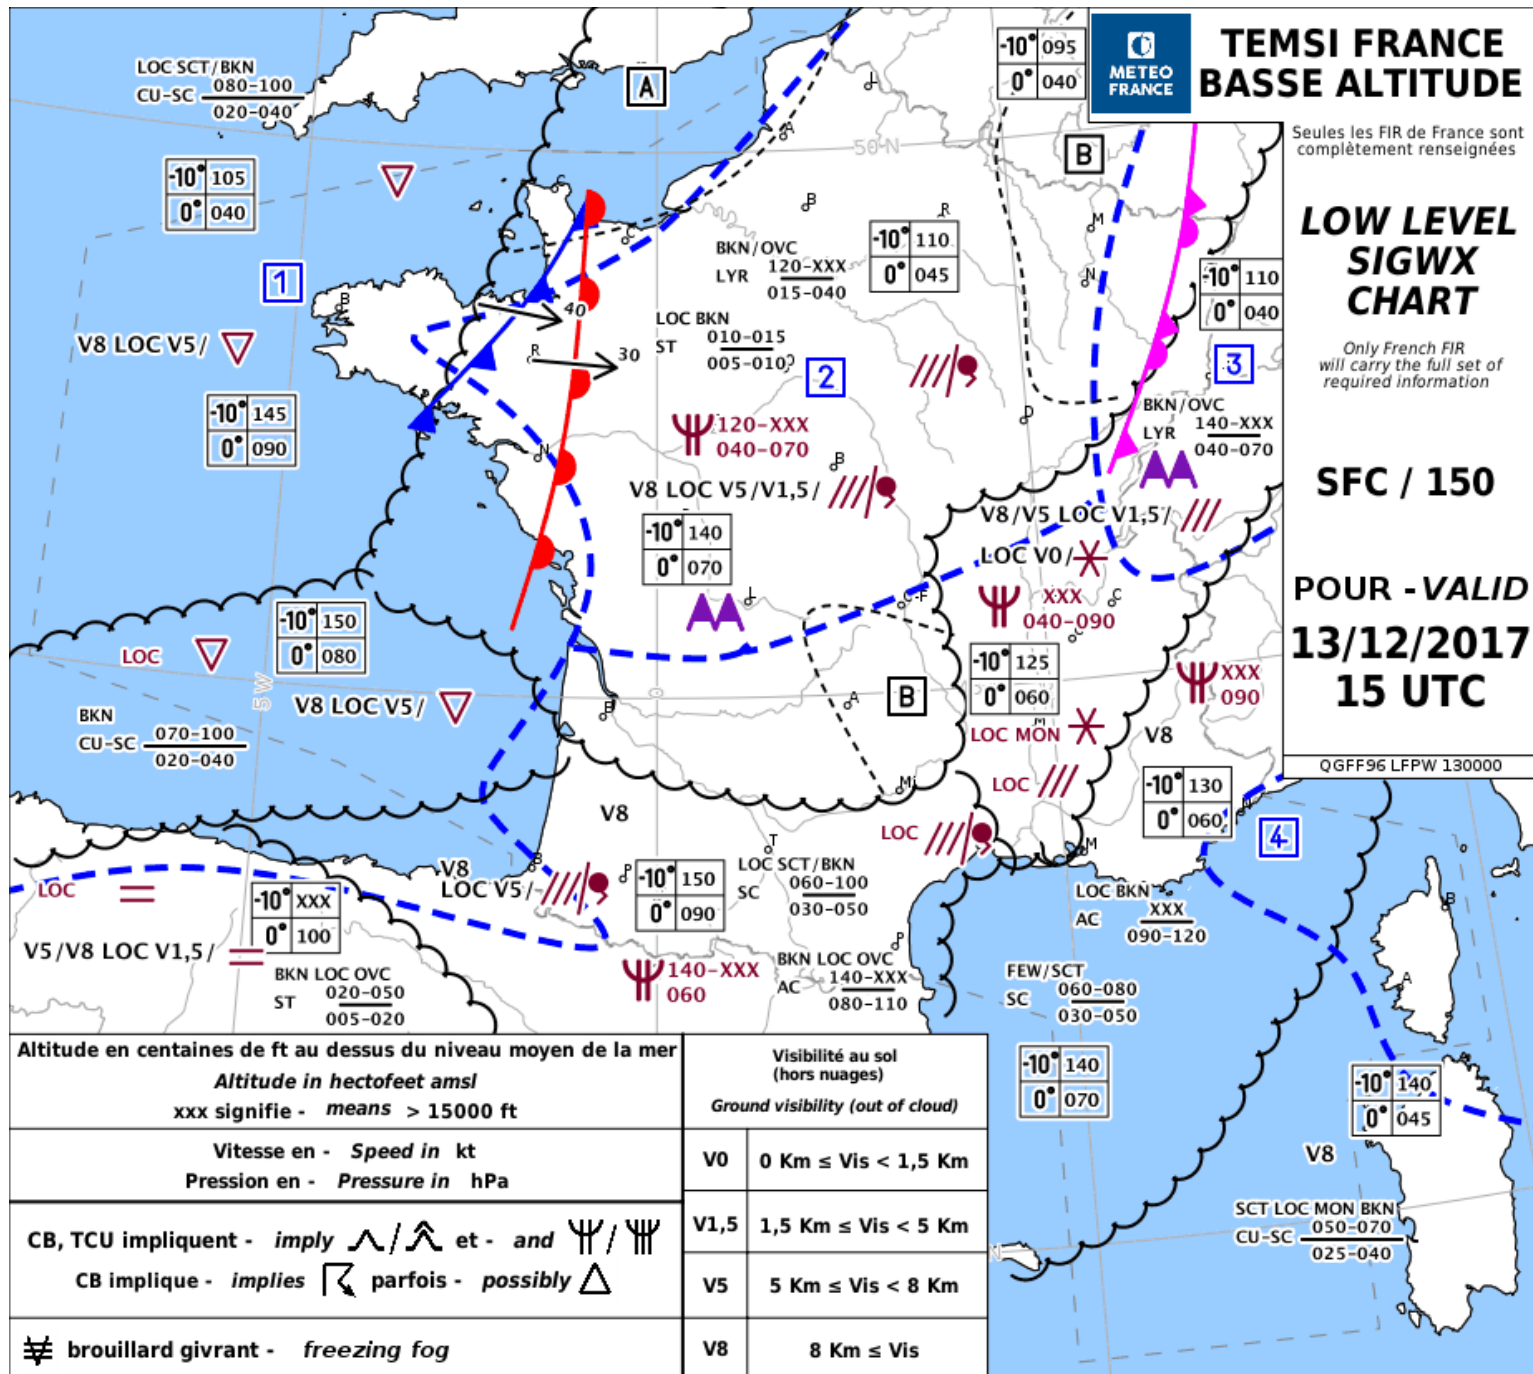 METEO
FRANCE
TEMSI FRANCE
BASSE ALTITUDE
Seules les FIR de France sont
complètement renseignées
LOW LEVEL
SIGWX
CHART
Only French FIR
will carry the full set of
required information
SFC / 150
POUR - VALID
13/12/2017
15 UTC
QGFF96 LFPW 130000
LOC SCT/BKN
CU-SC 080-100
020-040
A
-10° 095
0° 040
B
50 N
-10° 105
0° 040
1
V8 LOC V5/
-10° 145
0° 090
BKN/OVC
LYR 120-XXX
015-040
-10° 110
0° 045
LOC BKN
ST 010-015
005-010
40
30
2
-10° 110
0° 040
3
BKN/OVC
LYR 140-XXX
040-070
120-XXX
040-070
V8 LOC V5/V1,5/
-10° 140
0° 070
V8/V5 LOC V1,5/
LOC V0/
XXX
040-090
-10° 125
0° 060
LOC MON
LOC
XXX
090
V8
-10° 130
0° 060
4
-10° 150
0° 080
LOC
V8 LOC V5/
5 W
0
B
BKN
CU-SC 070-100
020-040
V8
LOC
V8
LOC V5/
-10° 150
0° 090
LOC SCT/BKN
SC 060-100
030-050
LOC
-10° XXX
0° 100
V5/V8 LOC V1,5/
BKN LOC OVC
ST 020-050
005-020
140-XXX
060
BKN LOC OVC
AC 140-XXX
080-110
LOC BKN
AC XXX
090-120
FEW/SCT
SC 060-080
030-050
-10° 140
0° 070
-10° 140
0° 045
V8
SCT LOC MON BKN
CU-SC 050-070
025-040
Altitude en centaines de ft au dessus du niveau moyen de la mer
Altitude in hectofeet amsl
xxx signifie - means > 15000 ft
Vitesse en - Speed in kt
Pression en - Pressure in hPa
CB, TCU impliquent - imply / et - and /
CB implique - implies parfois - possibly
brouillard givrant - freezing fog
Visibilité au sol
(hors nuages)
Ground visibility (out of cloud)
V0 0 Km ≤ Vis < 1,5 Km
V1,5 1,5 Km ≤ Vis < 5 Km
V5 5 Km ≤ Vis < 8 Km
V8 8 Km ≤ Vis